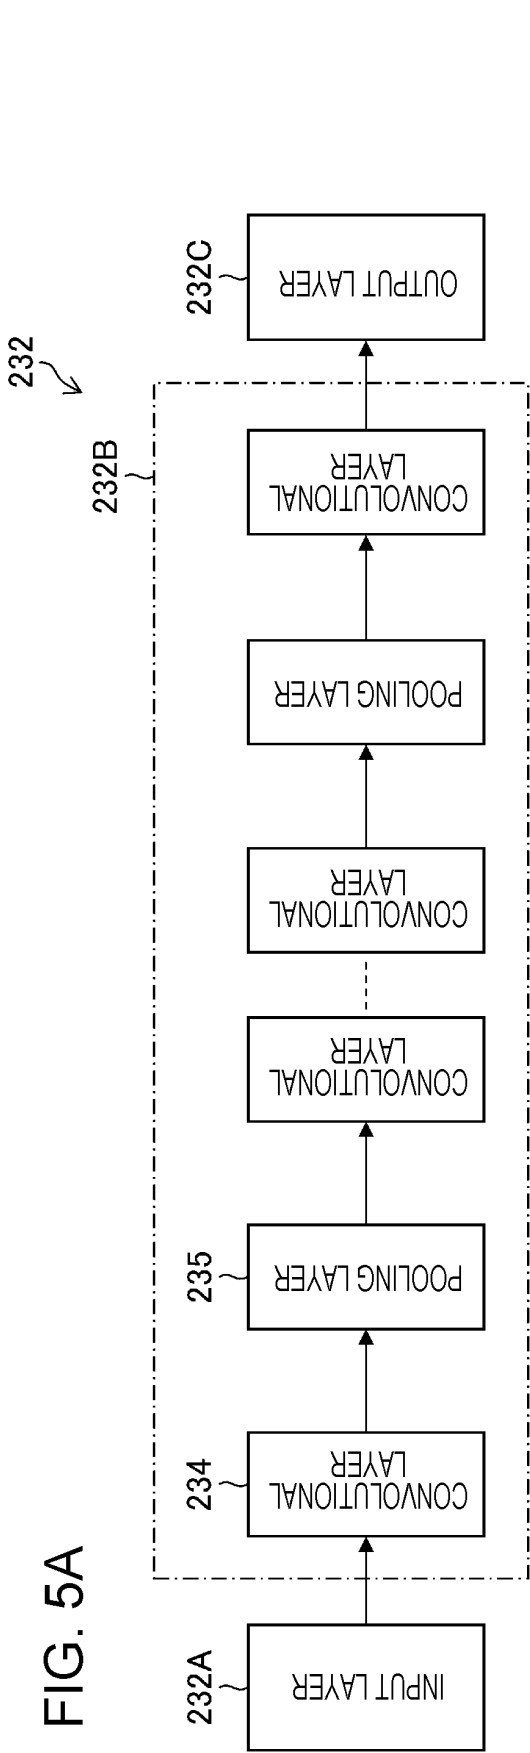 FIG. 5A
232
232A
INPUT LAYER
232B
234
CONVOLUTIONAL
LAYER
235
POOLING LAYER
CONVOLUTIONAL
LAYER
CONVOLUTIONAL
LAYER
POOLING LAYER
CONVOLUTIONAL
LAYER
232C
OUTPUT LAYER